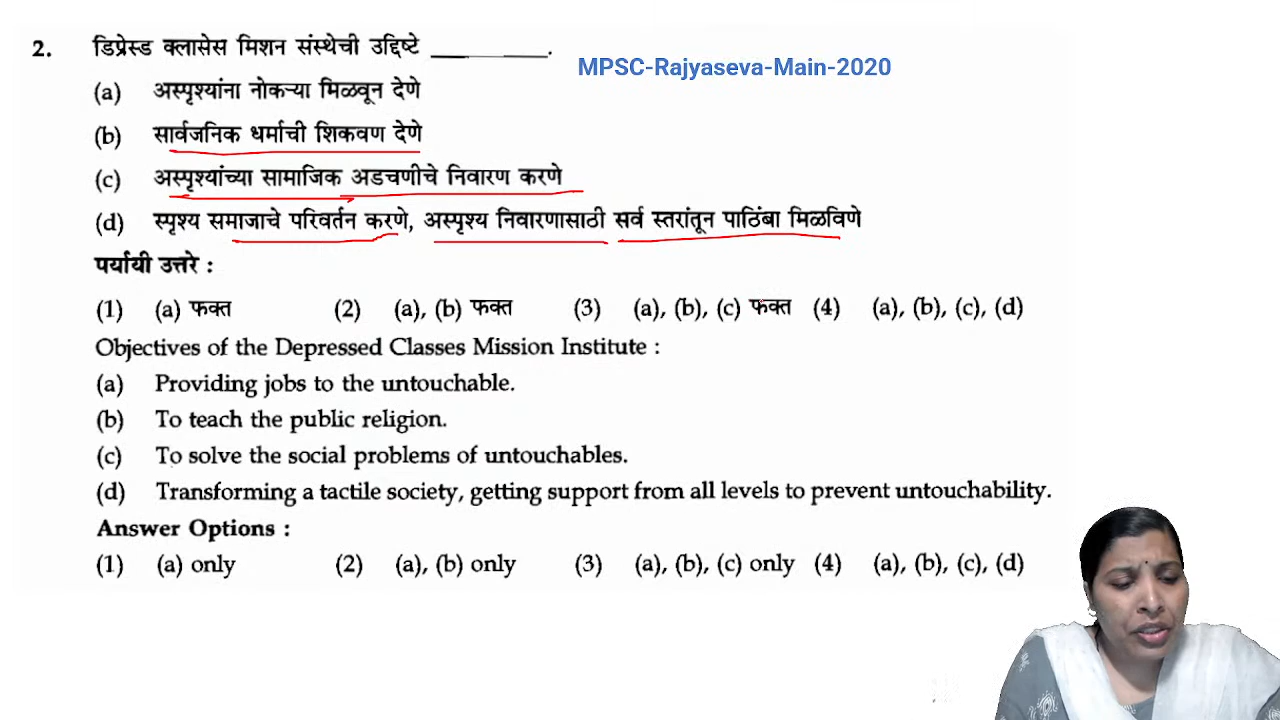 2. डिप्रेस्ड क्लासेस मिशन संस्थेची उद्दिष्टे ________.
MPSC-Rajyaseva-Main-2020
(a) अस्पृश्यांना नोकऱ्या मिळवून देणे
(b) सार्वजनिक धर्माची शिकवण देणे
(c) अस्पृश्यांच्या सामाजिक अडचणीचे निवारण करणे
(d) स्पृश्य समाजाचे परिवर्तन करणे, अस्पृश्य निवारणासाठी सर्व स्तरांतून पाठिंबा मिळविणे
पर्यायी उत्तरे :
(1) (a) फक्त (2) (a), (b) फक्त (3) (a), (b), (c) फक्त (4) (a), (b), (c), (d)
Objectives of the Depressed Classes Mission Institute :
(a) Providing jobs to the untouchable.
(b) To teach the public religion.
(c) To solve the social problems of untouchables.
(d) Transforming a tactile society, getting support from all levels to prevent untouchability.
Answer Options :
(1) (a) only (2) (a), (b) only (3) (a), (b), (c) only (4) (a), (b), (c), (d)